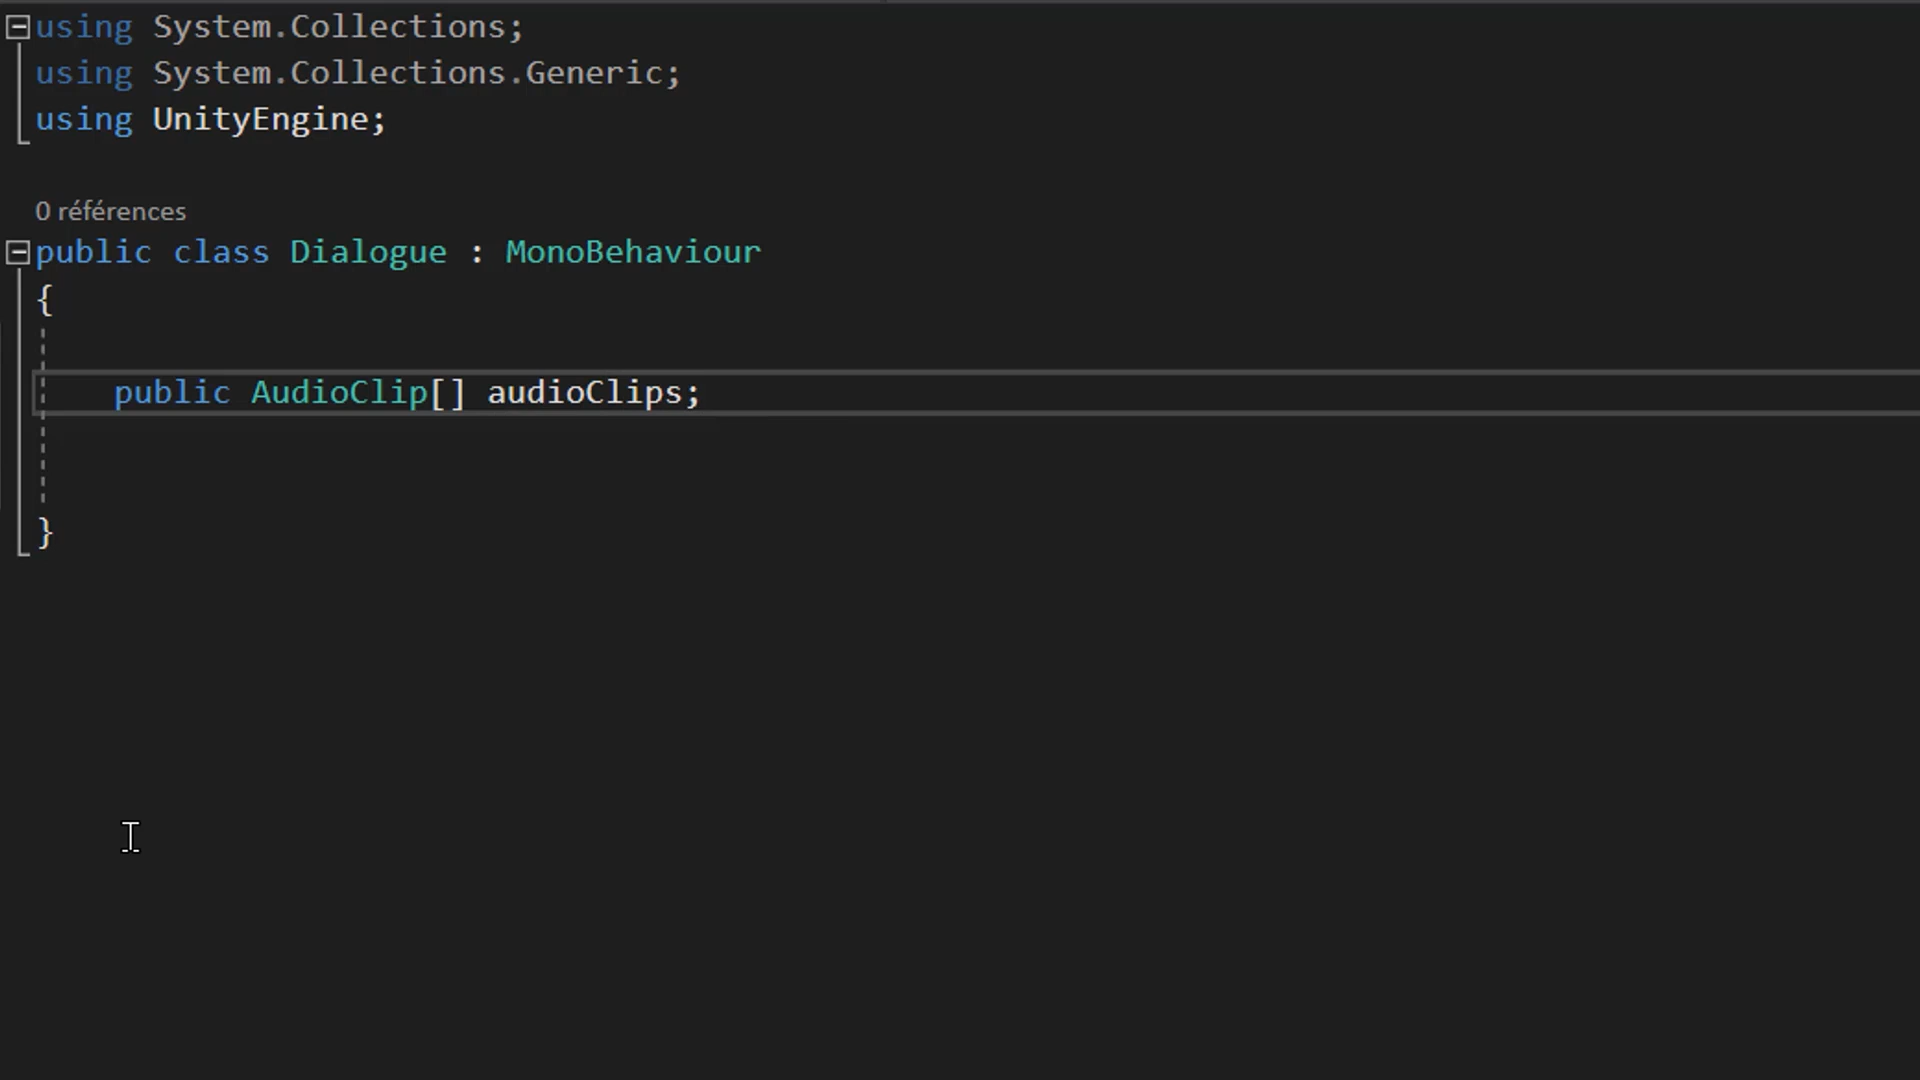 using System.Collections;
using System.Collections.Generic;
using UnityEngine;
0 références
public class Dialogue : MonoBehaviour
{
public AudioClip[] audioClips;
}